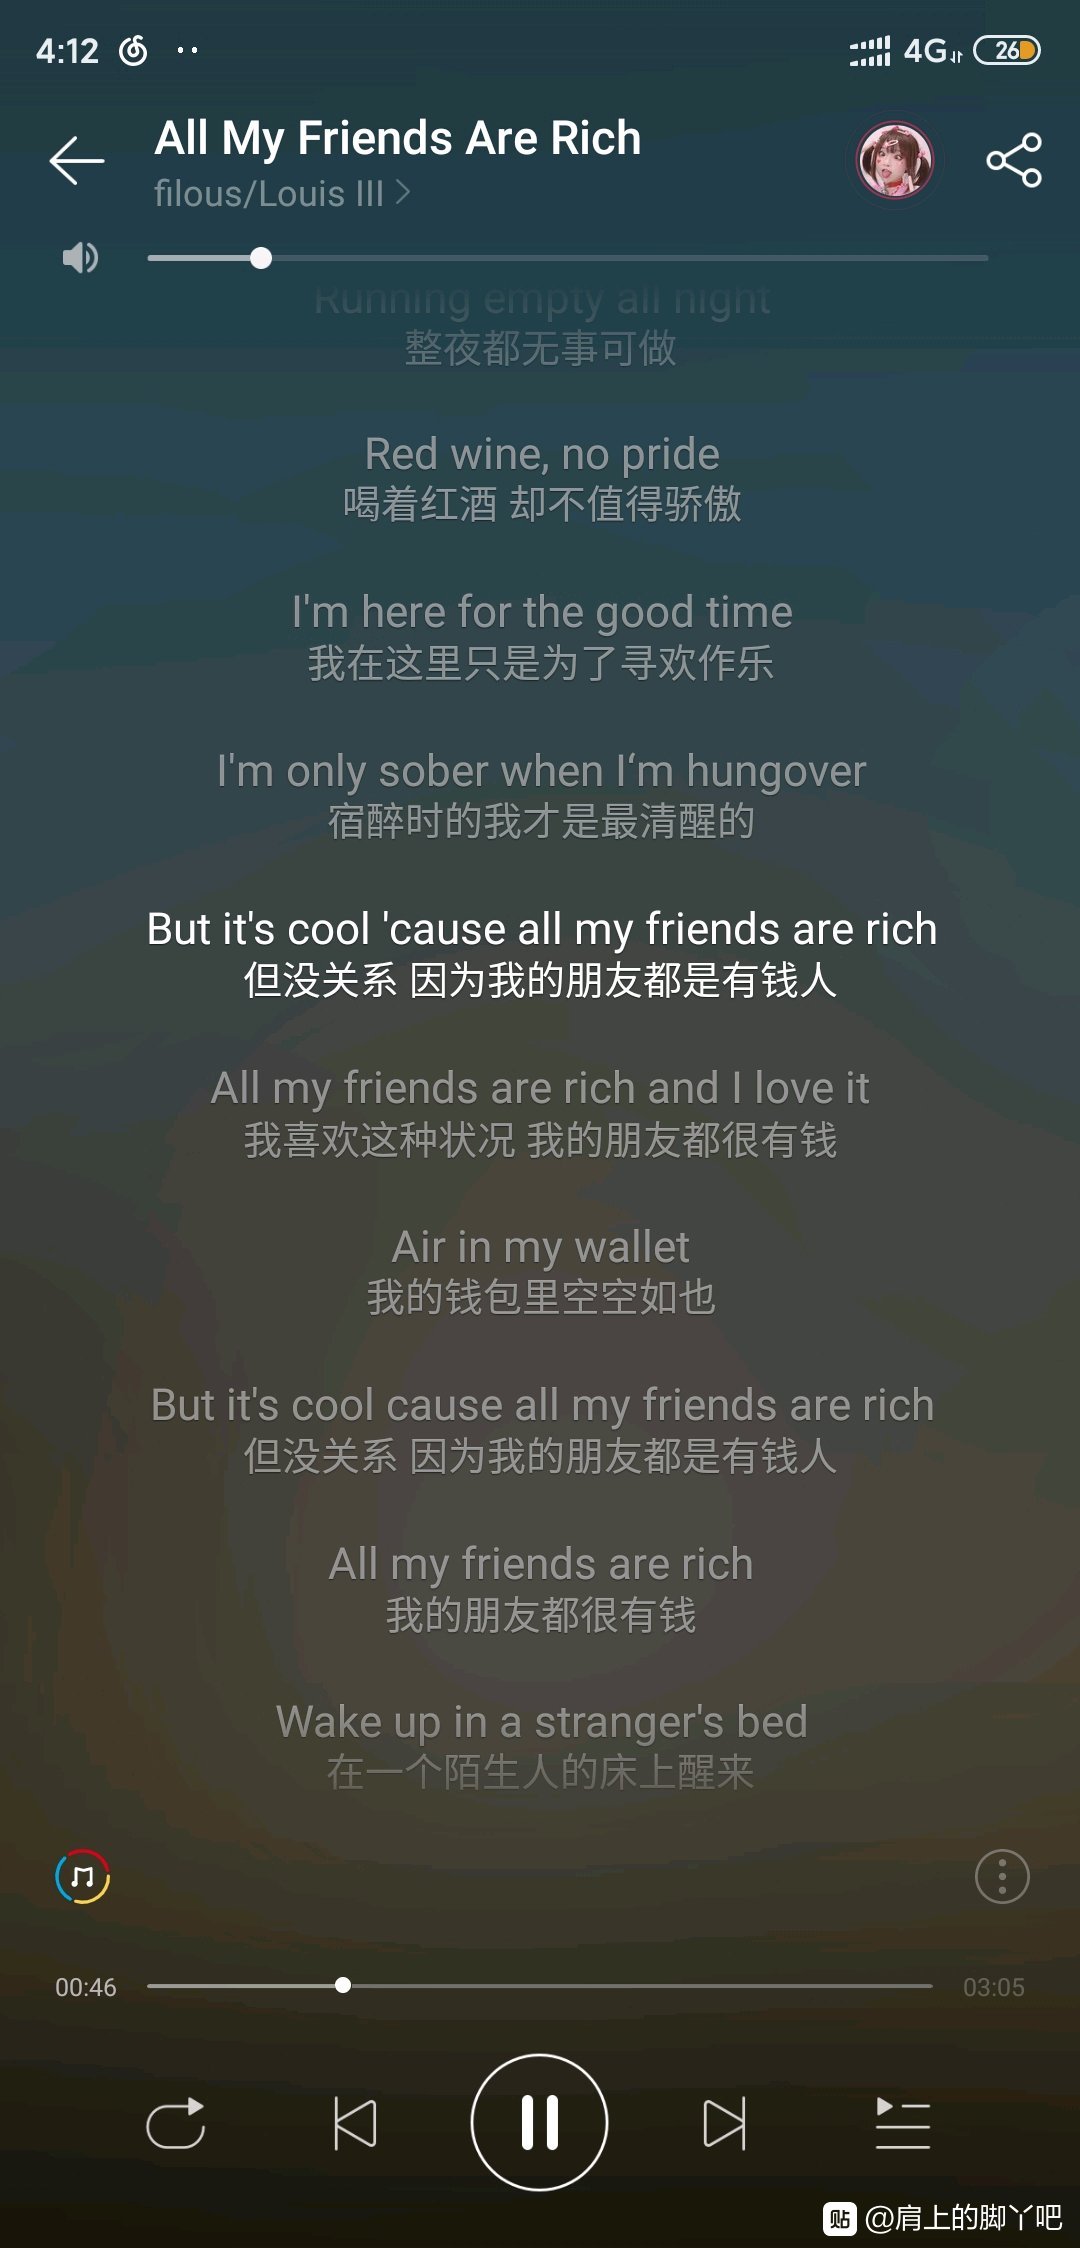 4:12
4G
26
All My Friends Are Rich
filous/Louis III
Running empty all night
整夜都无事可做
Red wine, no pride
喝着红酒 却不值得骄傲
I'm here for the good time
我在这里只是为了寻欢作乐
I'm only sober when I‘m hungover
宿醉时的我才是最清醒的
But it's cool 'cause all my friends are rich
但没关系 因为我的朋友都是有钱人
All my friends are rich and I love it
我喜欢这种状况 我的朋友都很有钱
Air in my wallet
我的钱包里空空如也
But it's cool cause all my friends are rich
但没关系 因为我的朋友都是有钱人
All my friends are rich
我的朋友都很有钱
Wake up in a stranger's bed
在一个陌生人的床上醒来
00:46
03:05
贴 @肩上的脚丫吧